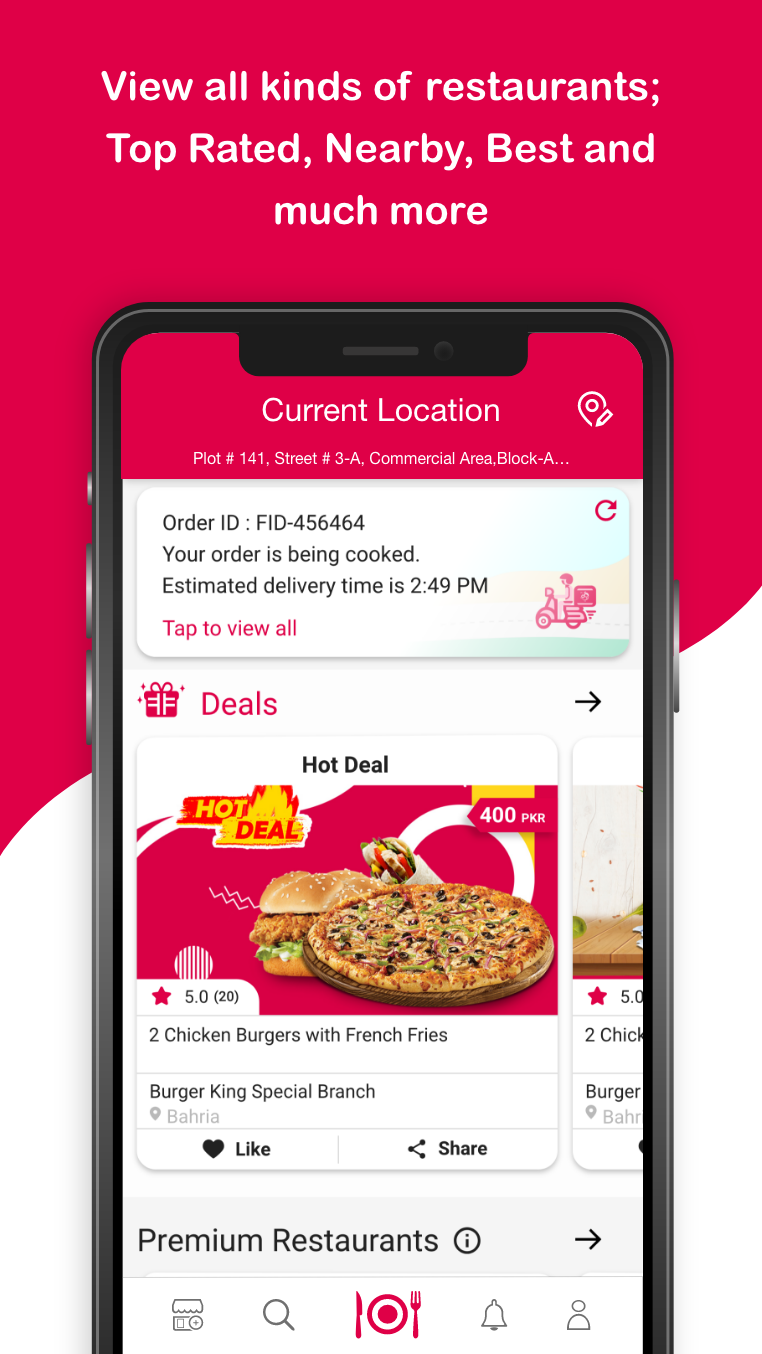 View all kinds of restaurants;
Top Rated, Nearby, Best and
much more
Current Location
Plot # 141, Street # 3-A, Commercial Area,Block-A...
Order ID : FID-456464
Your order is being cooked.
Estimated delivery time is 2:49 PM
Tap to view all
Deals
Hot Deal
HOT
DEAL
400 PKR
5.0 (20)
5.0
2 Chicken Burgers with French Fries
2 Chick
Burger King Special Branch
Burger
Bahria
Bahr
Like
Share
Premium Restaurants